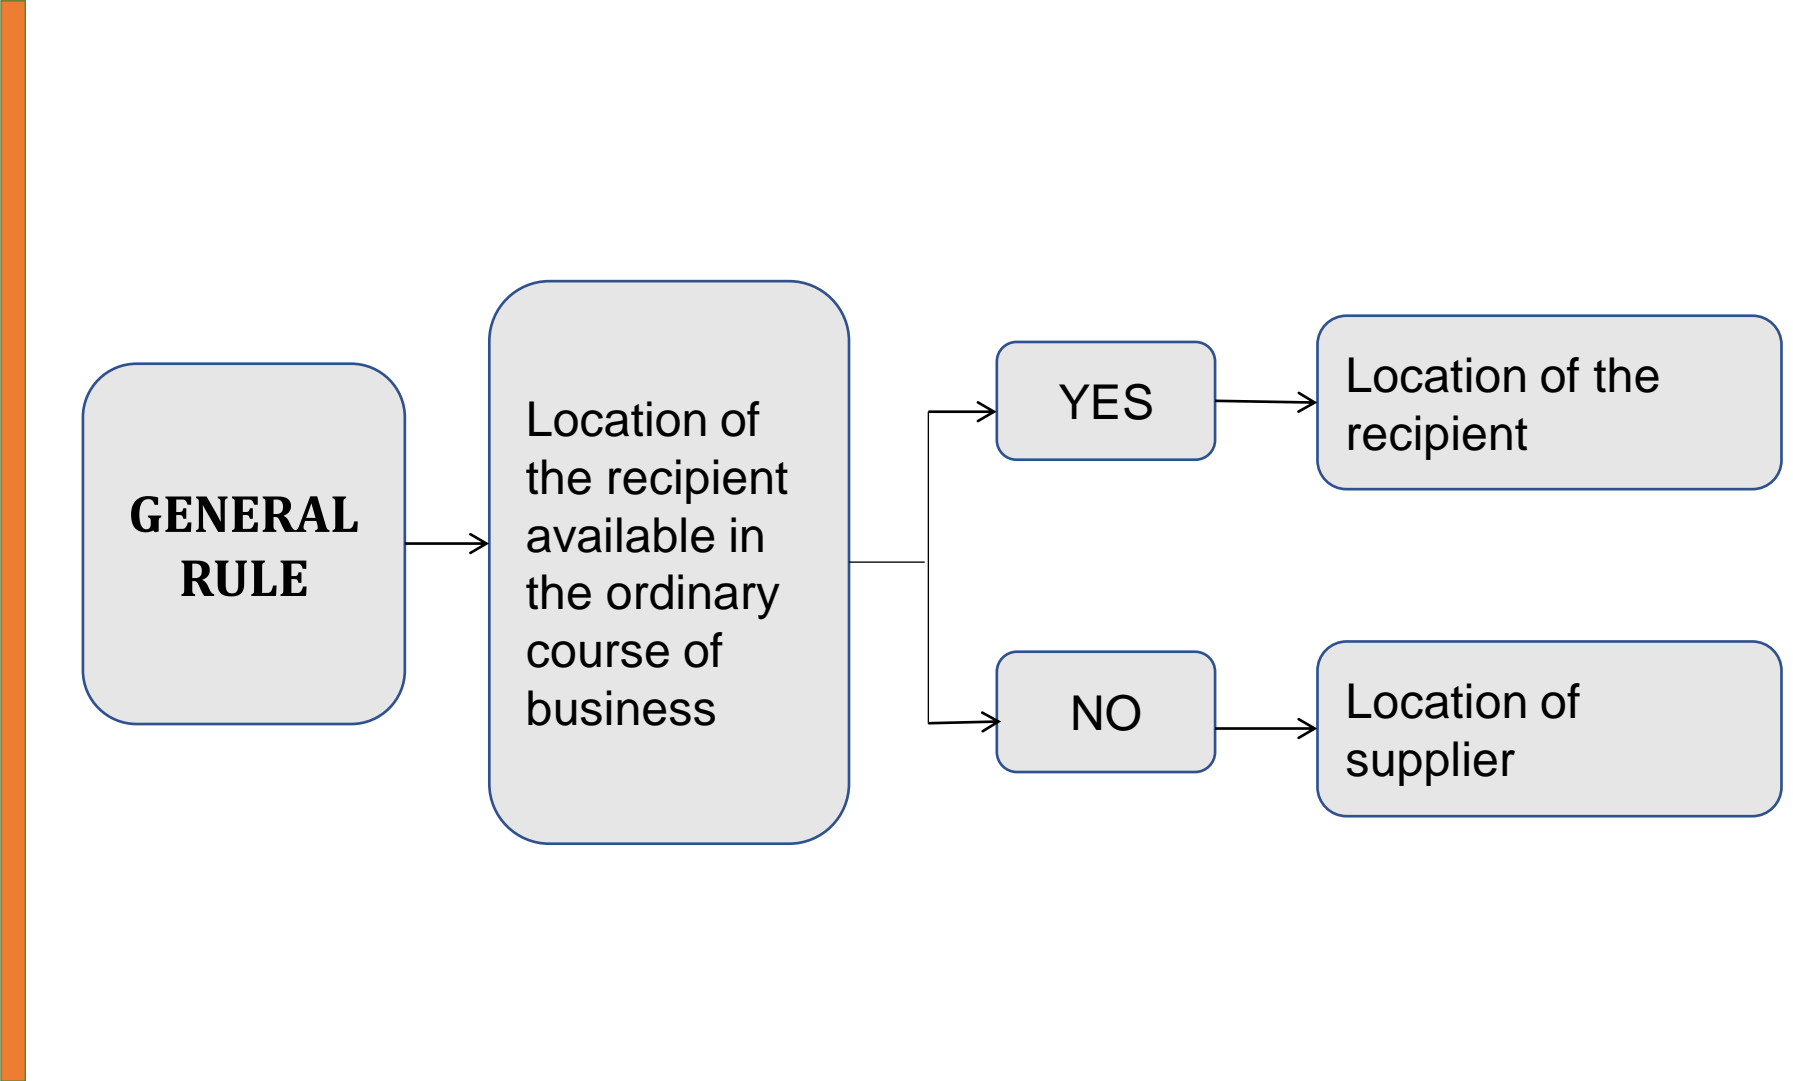 GENERAL
RULE
Location of
the recipient
available in
the ordinary
course of
business
YES
Location of the
recipient
NO
Location of
supplier